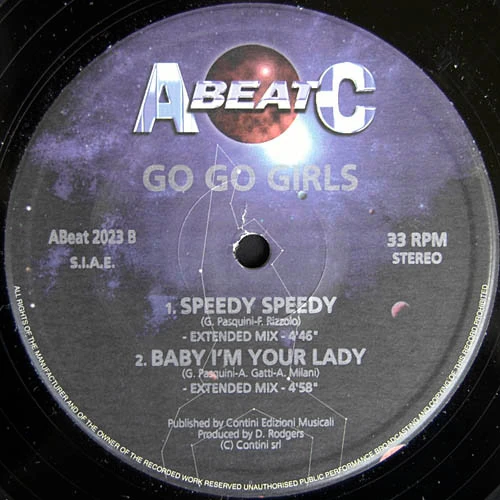 ABEATC
GO GO GIRLS
ABeat 2023 B
S.I.A.E.
33 RPM
STEREO
1. SPEEDY SPEEDY
(G. Pasquini-F. Rizzolo)
- EXTENDED MIX - 4'46"
2. BABY I'M YOUR LADY
(G. Pasquini-A. Gatti-A. Milani)
- EXTENDED MIX - 4'58"
Published by Contini Edizioni Musicali
Produced by D. Rodgers
(C) Contini srl
ALL RIGHTS OF THE MANUFACTURER AND OF THE OWNER OF THE RECORDED WORK RESERVED UNAUTHORISED PUBLIC PERFORMANCE BROADCASTING AND COPYING OF THIS RECORD PROHIBITED